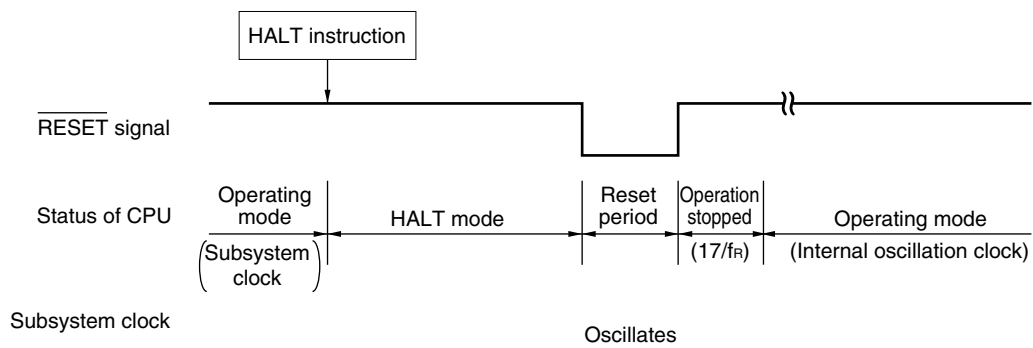 HALT instruction
RESET signal
Status of CPU
Operating mode
(Subsystem clock)
HALT mode
Reset period
Operation stopped
(17/fR)
Operating mode
(Internal oscillation clock)
Subsystem clock
Oscillates